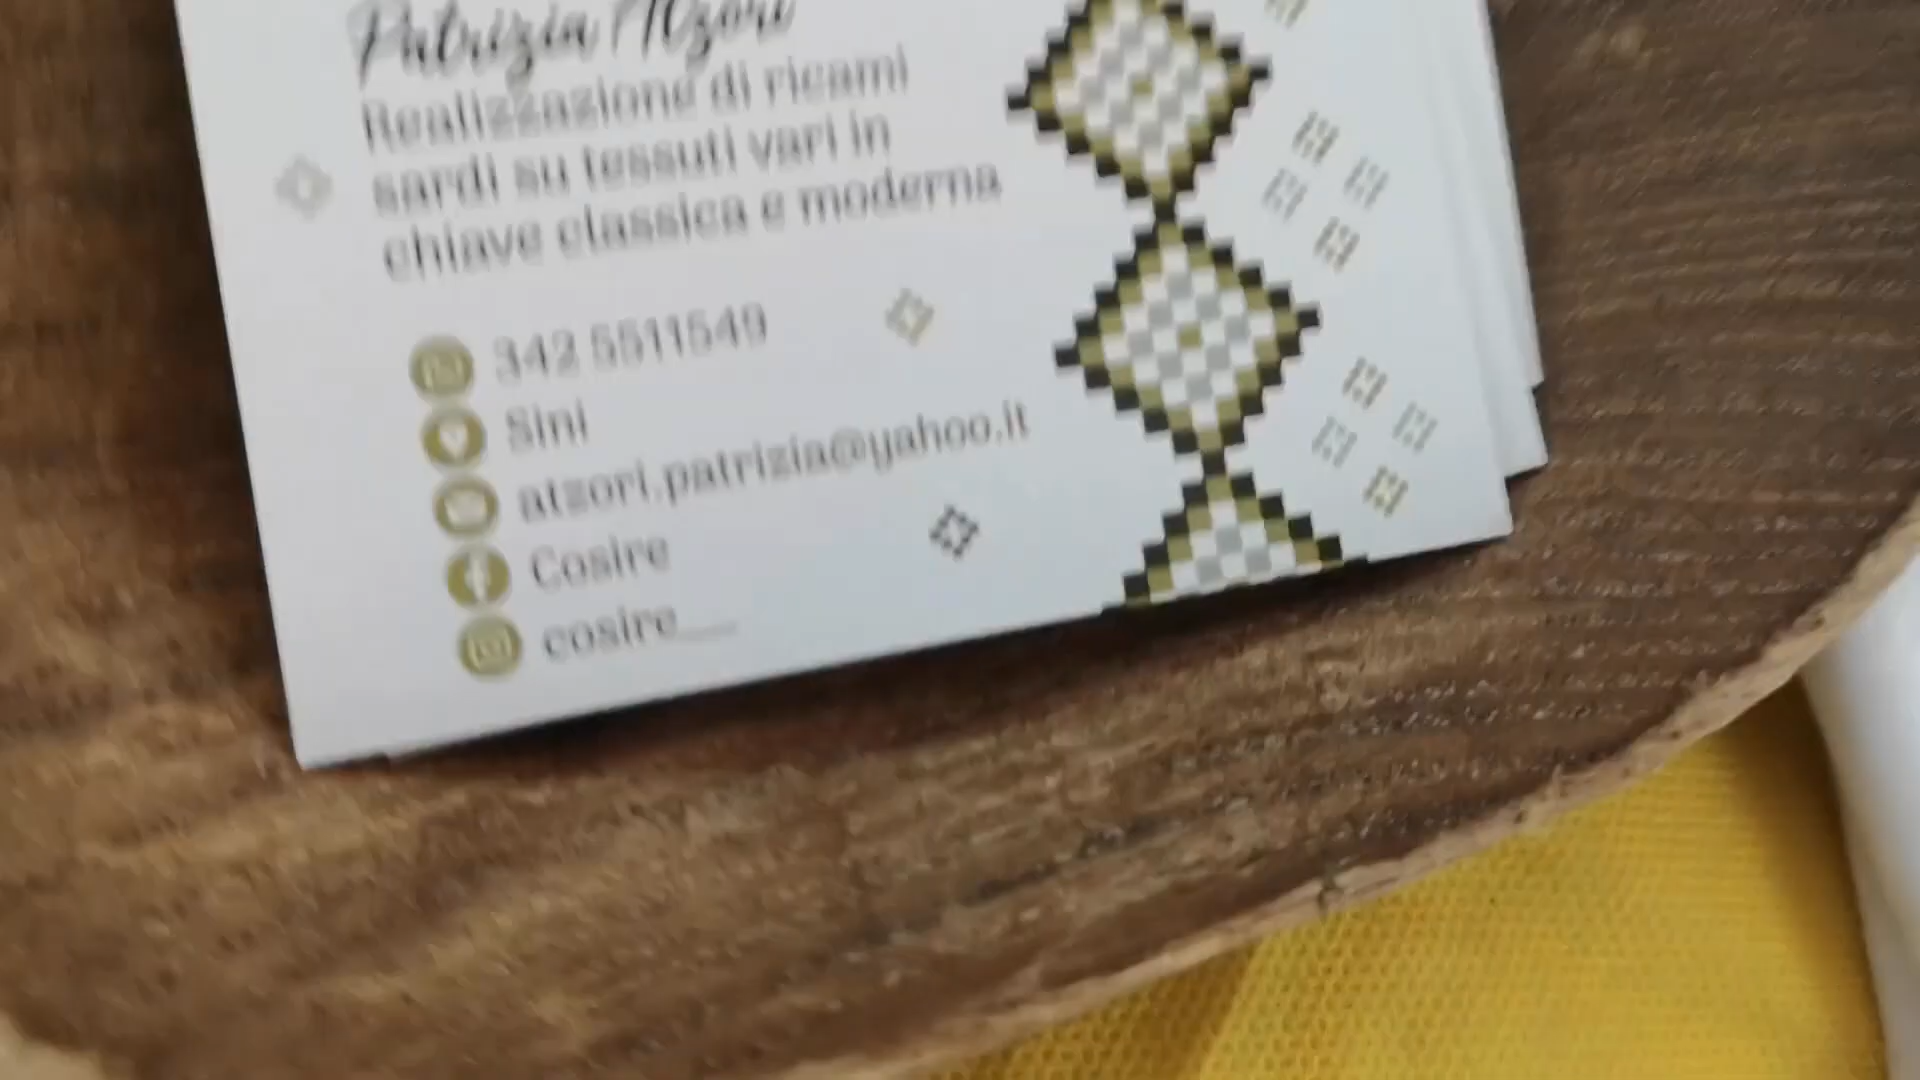 Patrizia Atzori
Realizzazione di ricami
sardi su tessuti vari in
chiave classica e moderna
342 5511549
Sini
atzori.patrizia@yahoo.it
Cosire
cosire__